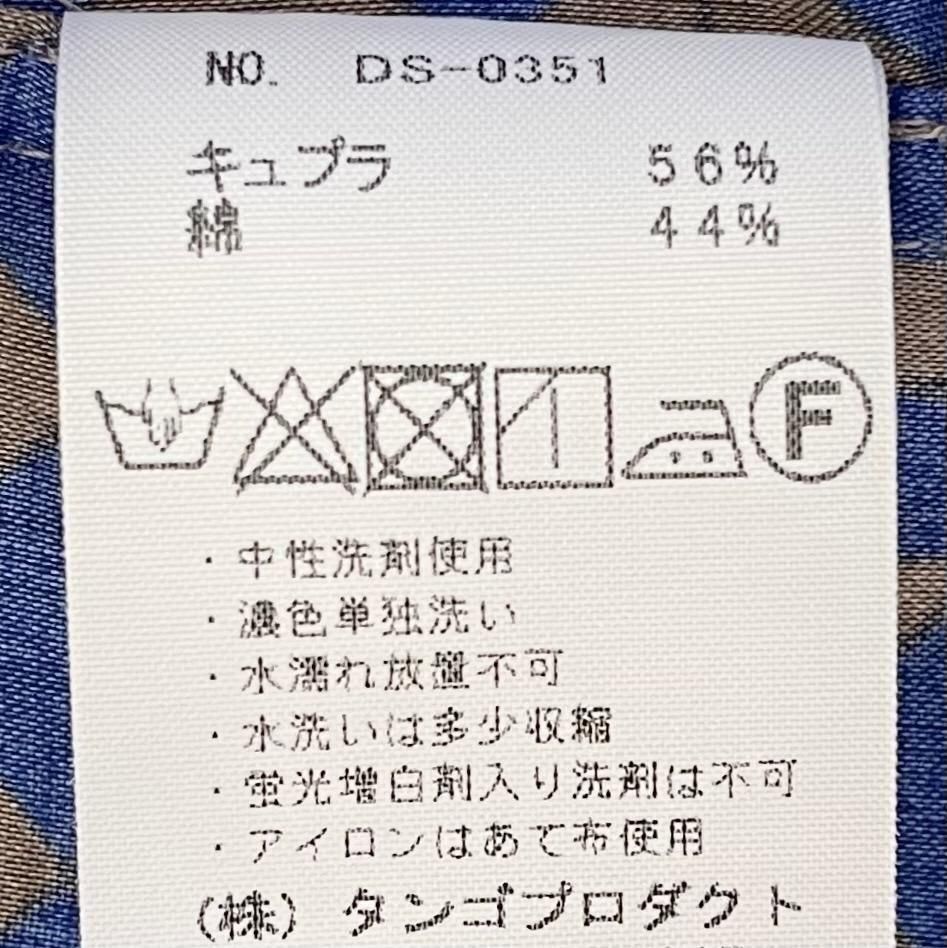 NO. DS-0351
キュプラ 56%
綿 44%
F
・中性洗剤使用
・濃色単独洗い
・水濡れ放置不可
・水洗いは多少収縮
・蛍光増白剤入り洗剤は不可
・アイロンはあて布使用
(株) タンゴプロダクト